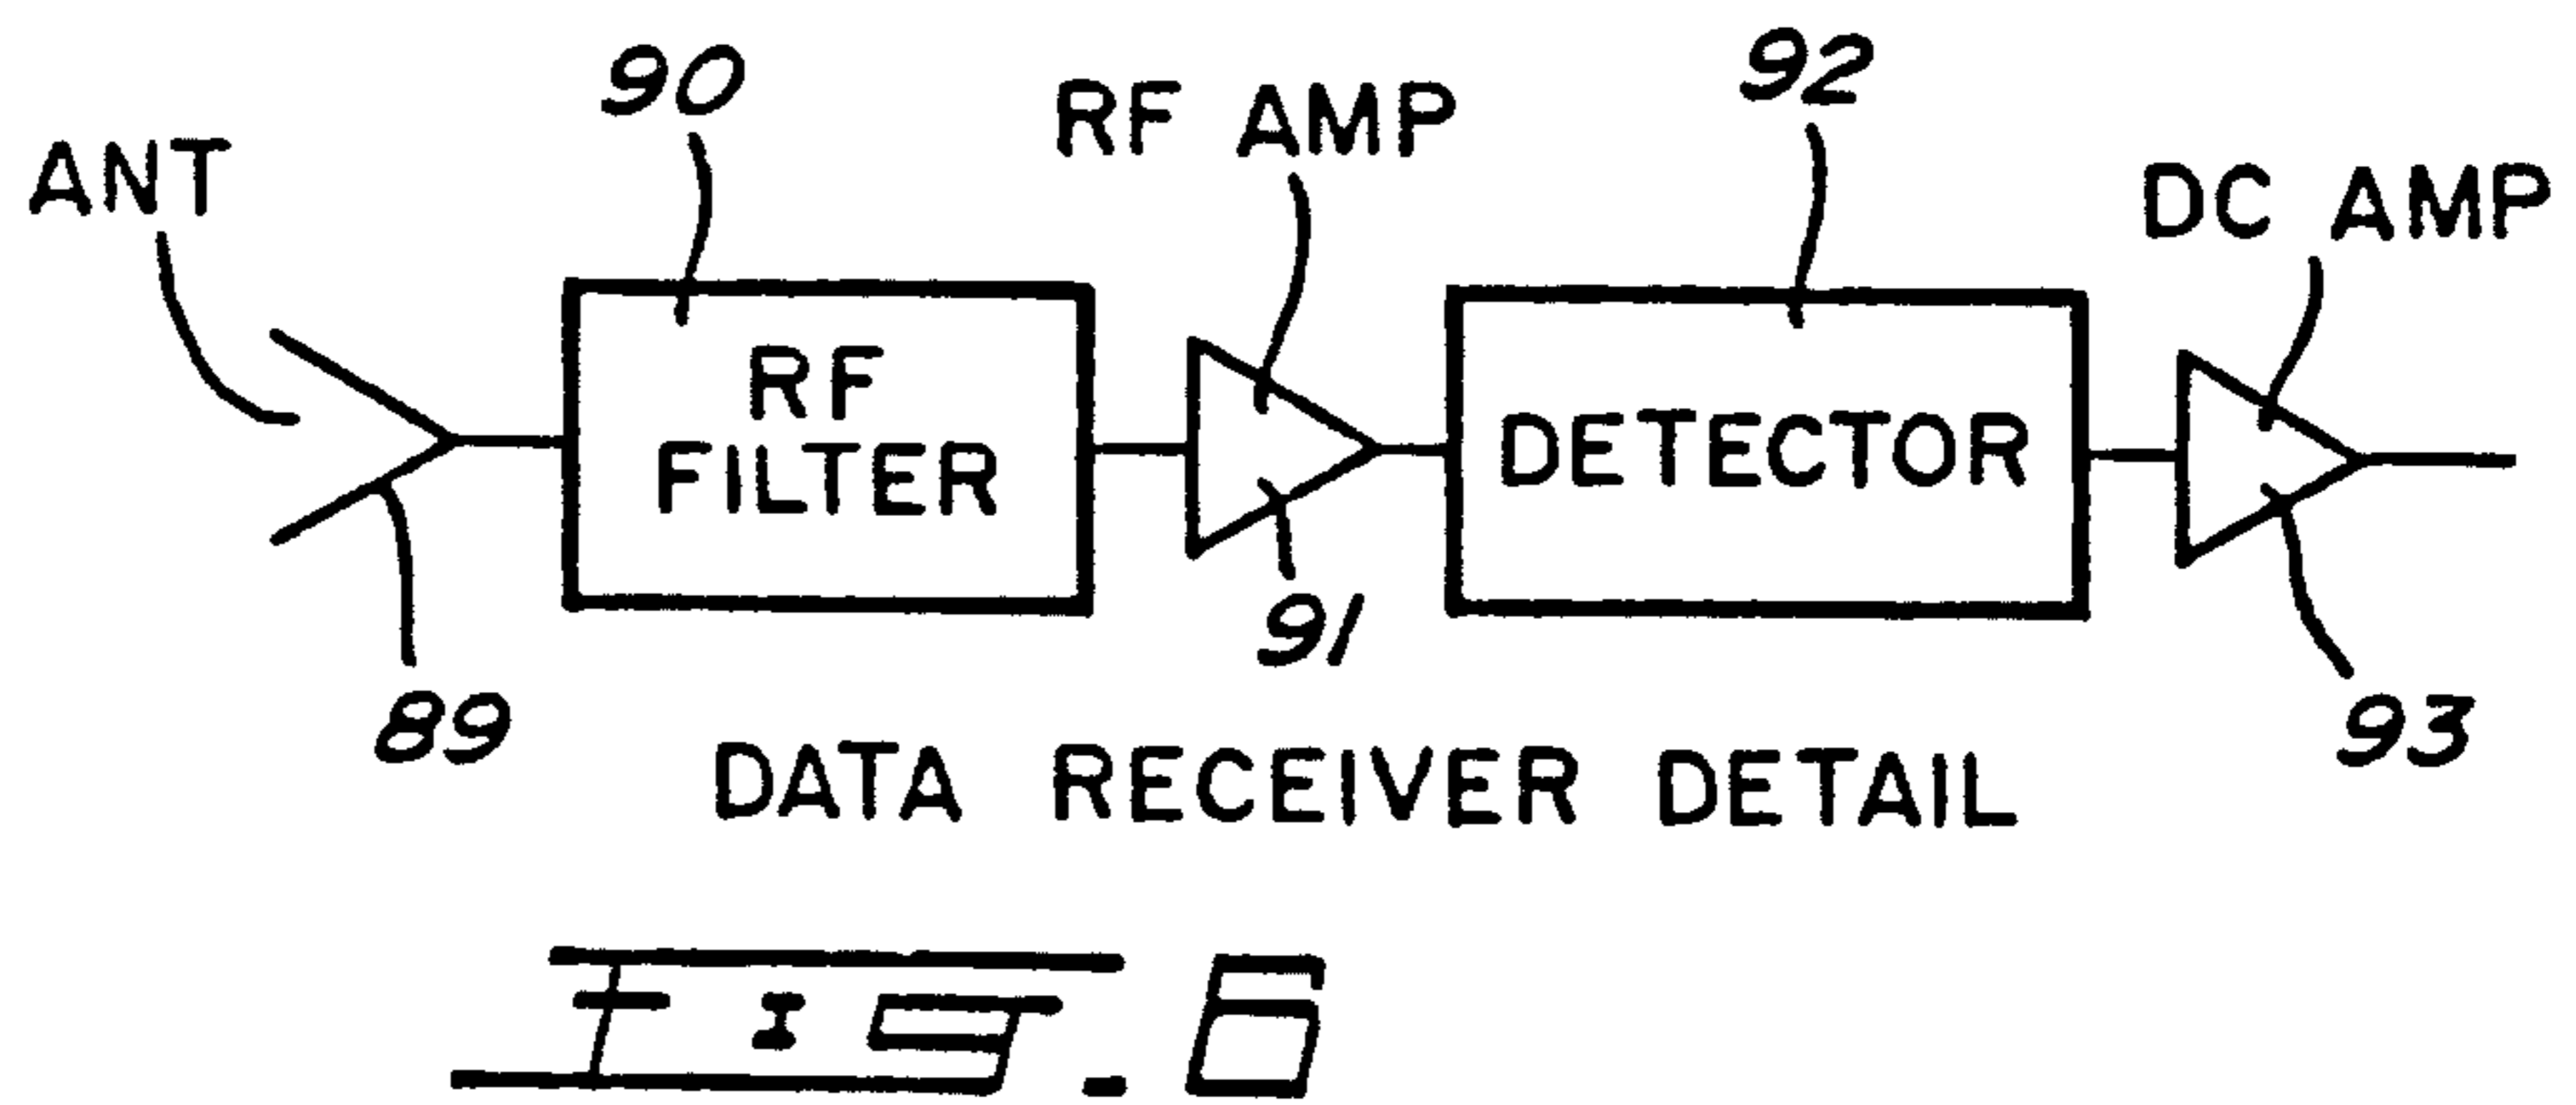 90
RF AMP
92
ANT
DC AMP
RF
FILTER
DETECTOR
91
89
93
DATA RECEIVER DETAIL
FIG. 6